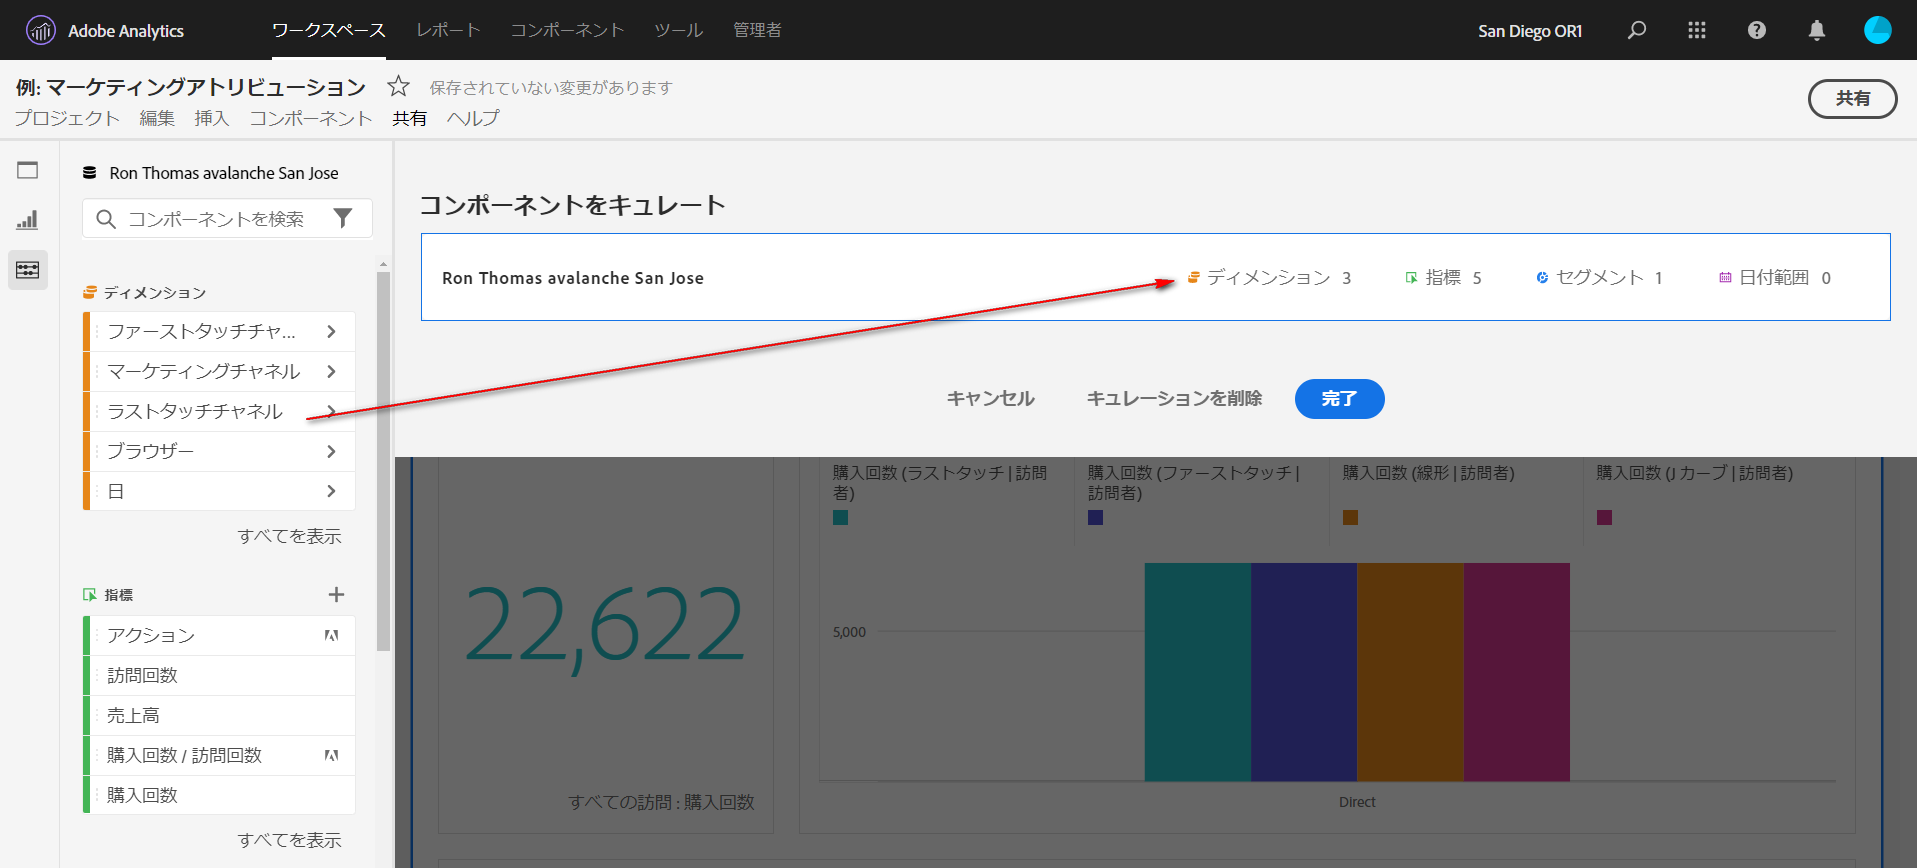 Adobe Analytics
ワークスペース
レポート
コンポーネント
ツール
管理者
San Diego OR1
例: マーケティングアトリビューション
保存されていない変更があります
共有
プロジェクト 編集 挿入 コンポーネント 共有 ヘルプ
Ron Thomas avalanche San Jose
コンポーネントを検索
ディメンション
ファーストタッチチャ...
マーケティングチャネル
ラストタッチチャネル
ブラウザー
日
すべてを表示
指標
アクション
訪問回数
売上高
購入回数 / 訪問回数
購入回数
すべてを表示
コンポーネントをキュレート
Ron Thomas avalanche San Jose
ディメンション 3
指標 5
セグメント 1
日付範囲 0
キャンセル
キュレーションを削除
完了
22,622
すべての訪問 : 購入回数
購入回数 (ラストタッチ | 訪問
者)
購入回数 (ファーストタッチ |
訪問者)
購入回数 (線形 | 訪問者)
購入回数 (J カーブ | 訪問者)
5,000
Direct